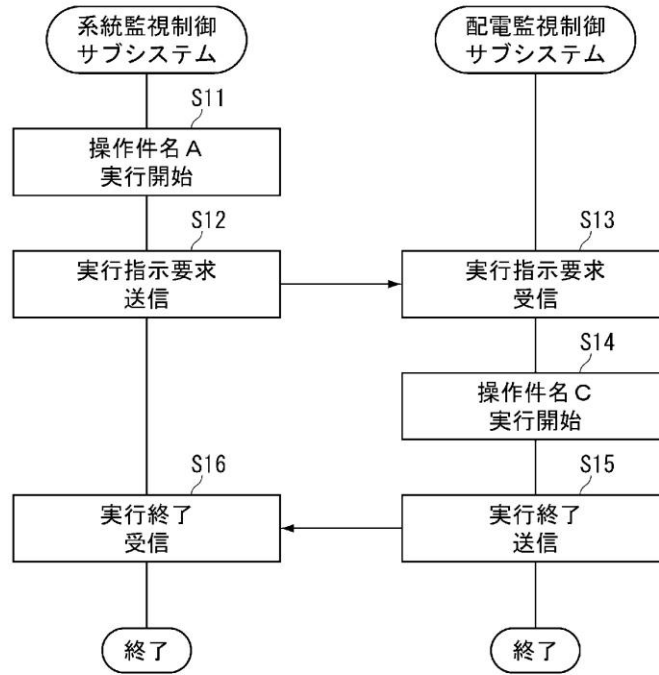 系統監視制御
サブシステム
配電監視制御
サブシステム
S11
操作件名A
実行開始
S12
実行指示要求
送信
S13
実行指示要求
受信
S14
操作件名C
実行開始
S16
実行終了
受信
S15
実行終了
送信
終了
終了